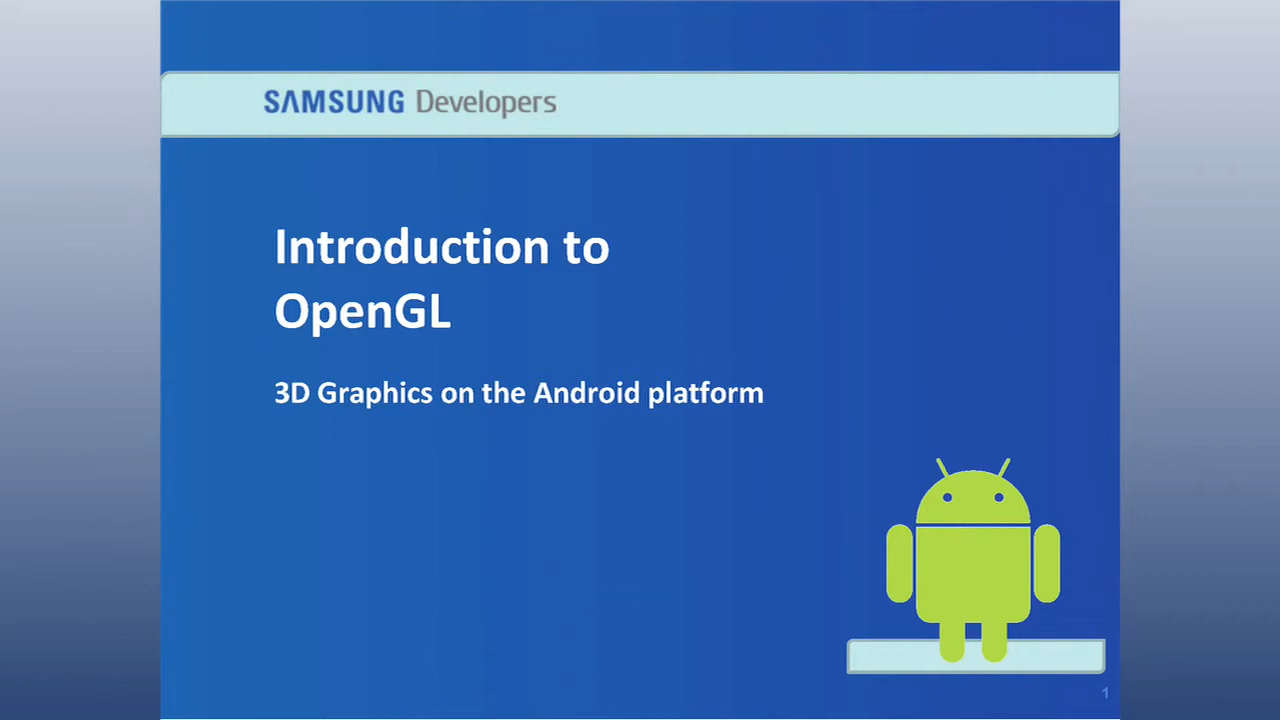 SAMSUNG Developers
Introduction to
OpenGL
3D Graphics on the Android platform
1